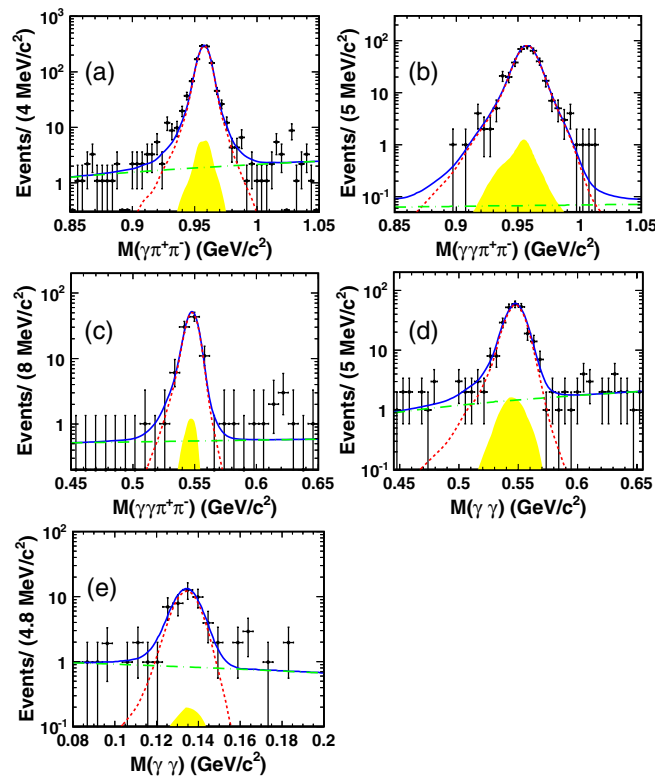 (a)
Events/ (4 MeV/c²)
10³
10²
10
1
0.85 0.9 0.95 1 1.05
M(γπ⁺π⁻) (GeV/c²)
(b)
Events/ (5 MeV/c²)
10²
10
1
10⁻¹
0.85 0.9 0.95 1 1.05
M(γγπ⁺π⁻) (GeV/c²)
(c)
Events/ (8 MeV/c²)
10²
10
1
0.45 0.5 0.55 0.6 0.65
M(γγπ⁺π⁻) (GeV/c²)
(d)
Events/ (5 MeV/c²)
10²
10
1
10⁻¹
0.45 0.5 0.55 0.6 0.65
M(γ γ) (GeV/c²)
(e)
Events/ (4.8 MeV/c²)
10²
10
1
10⁻¹
0.08 0.1 0.12 0.14 0.16 0.18 0.2
M(γ γ) (GeV/c²)